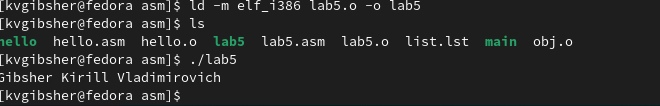 [kvgibsher@fedora asm]$ ld -m elf_i386 lab5.o -o lab5
[kvgibsher@fedora asm]$ ls
hello hello.asm hello.o lab5 lab5.asm lab5.o list.lst main obj.o
[kvgibsher@fedora asm]$ ./lab5
Gibsher Kirill Vladimirovich
[kvgibsher@fedora asm]$